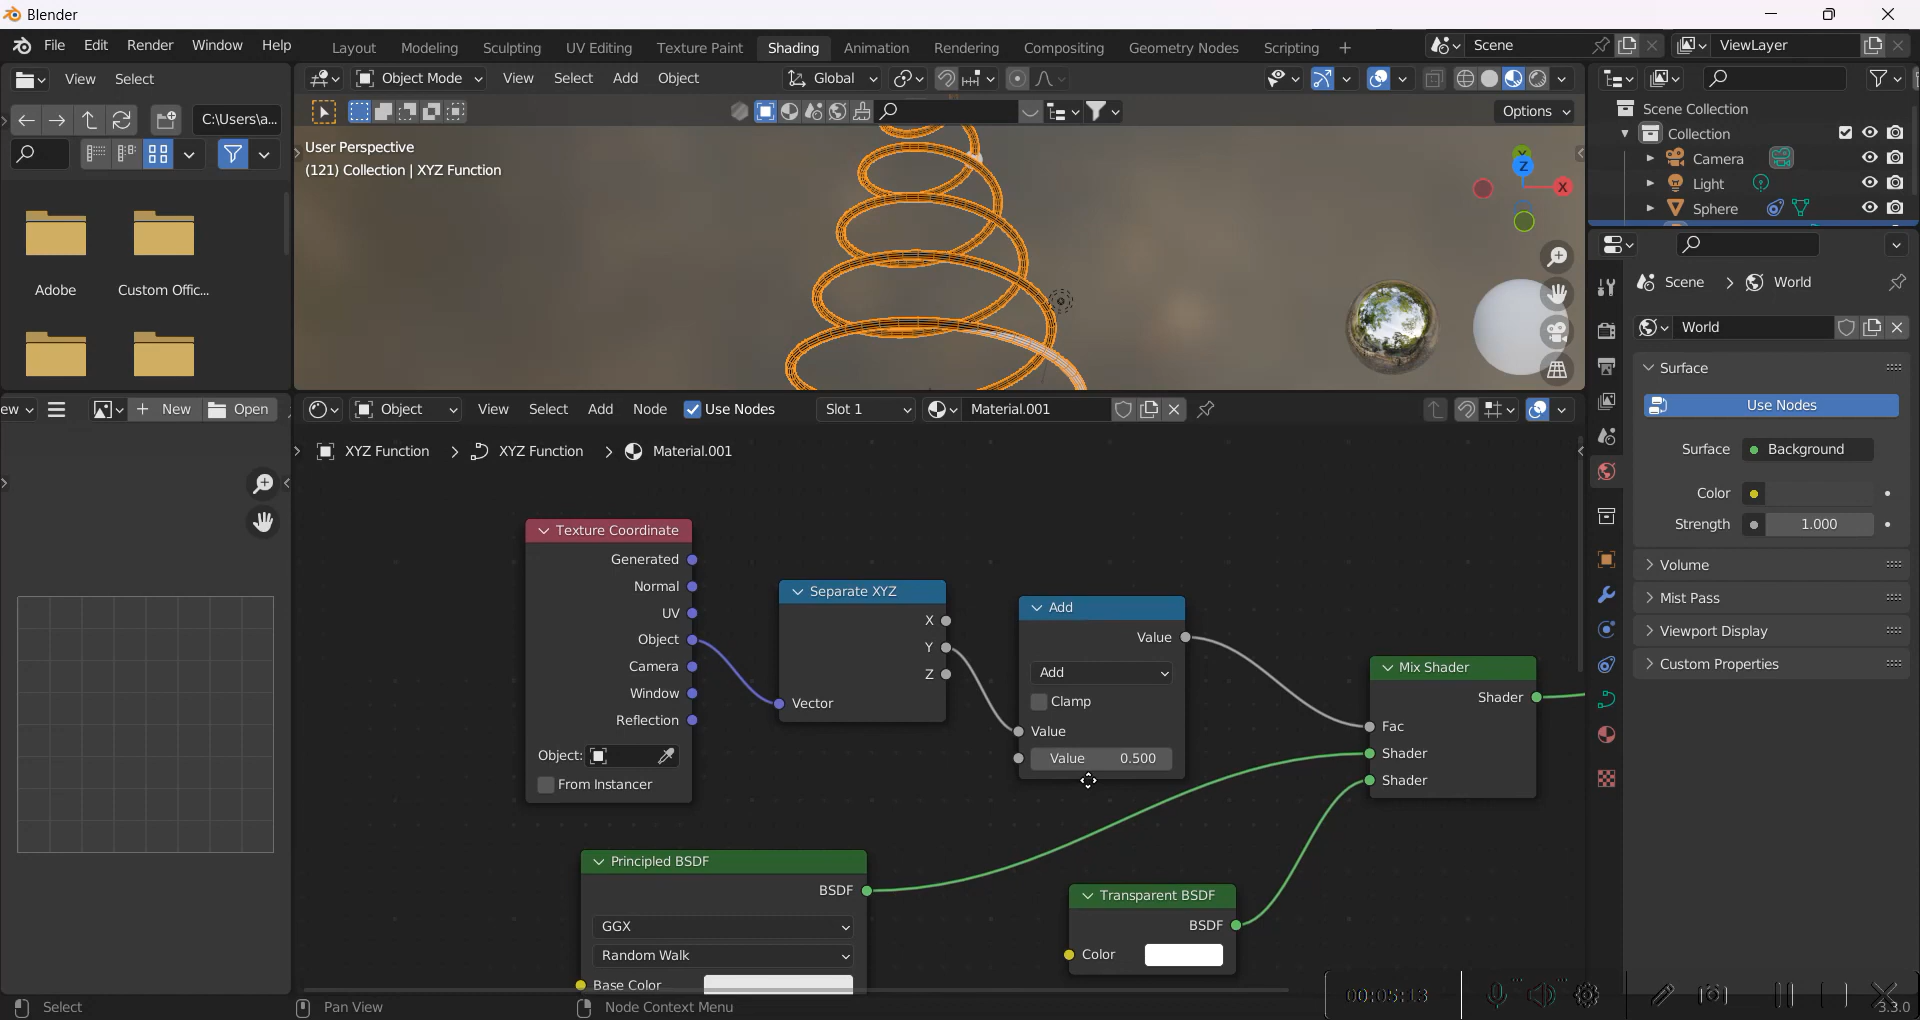 Blender
File Edit Render Window Help
Layout Modeling Sculpting UV Editing Texture Paint Shading Animation Rendering Compositing Geometry Nodes Scripting +
Scene
ViewLayer
View Select
Object Mode View Select Add Object
Global
C:\Users\a...
Options
Scene Collection
Collection
Camera
Light
Sphere
User Perspective
(121) Collection | XYZ Function
Z
X
Adobe
Custom Offic...
Scene > World
World
Surface
Use Nodes
Surface Background
Color
Strength 1.000
Volume
Mist Pass
Viewport Display
Custom Properties
ew
New Open
Object View Select Add Node Use Nodes Slot 1 Material.001
XYZ Function > XYZ Function > Material.001
Texture Coordinate
Generated
Normal
UV
Object
Camera
Window
Reflection
Object:
From Instancer
Separate XYZ
X
Y
Z
Vector
Add
Value
Add
Clamp
Value
Value 0.500
Mix Shader
Shader
Fac
Shader
Shader
Principled BSDF
BSDF
GGX
Random Walk
Base Color
Transparent BSDF
BSDF
Color
Select
Pan View
Node Context Menu
00:05:13
3.3.0